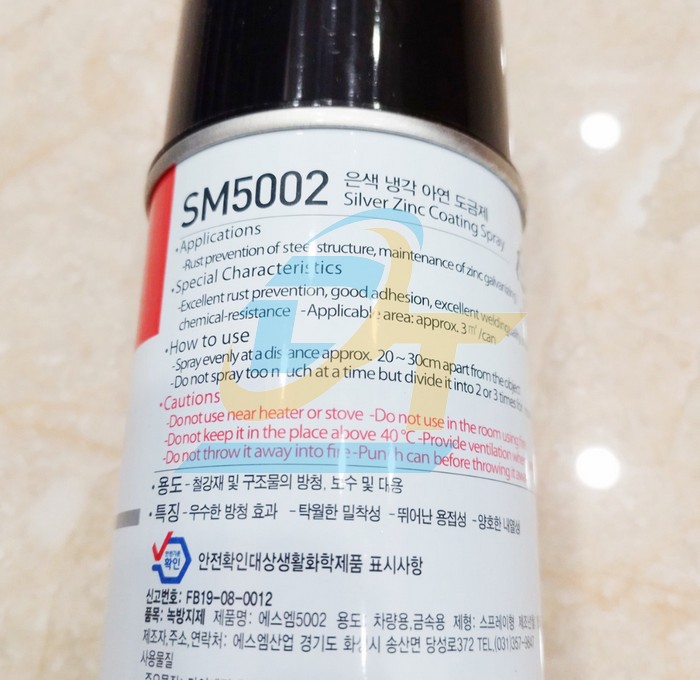 SM5002 은색 냉각 아연 도금제
Silver Zinc Coating Spray
•Applications
-Rust prevention of steel structure, maintenance of zinc
•Special Characteristics
-Excellent rust prevention, good adhesion, excellent welding
chemical-resistance -Applicable area: approx. 3㎡/can
•How to use
-Spray evenly at a distance approx. 20~30cm apart from the object
-Do not spray too much at a time but divide it into 2 or 3 times
•Cautions
-Do not use near heater or stove -Do not use in the room using
-Do not keep it in the place above 40℃ -Provide ventilation
-Do not throw it away into fire -Punch can before throwing it
•용도 - 철강재 및 구조물의 방청, 보수 및 대응
•특징 - 우수한 방청 효과 -탁월한 밀착성 -뛰어난 용접성 -양호한 내열성
확인 안전확인대상생활화학제품 표시사항
신고번호: FB19-08-0012
품목: 녹방지제 제품명: 에스엠5002 용도: 차량용,금속용 제형: 스프레이형
제조자,주소,연락처: 에스엠산업 경기도 화성시 송산면 당성로372 TEL.(031)357-
사용물질